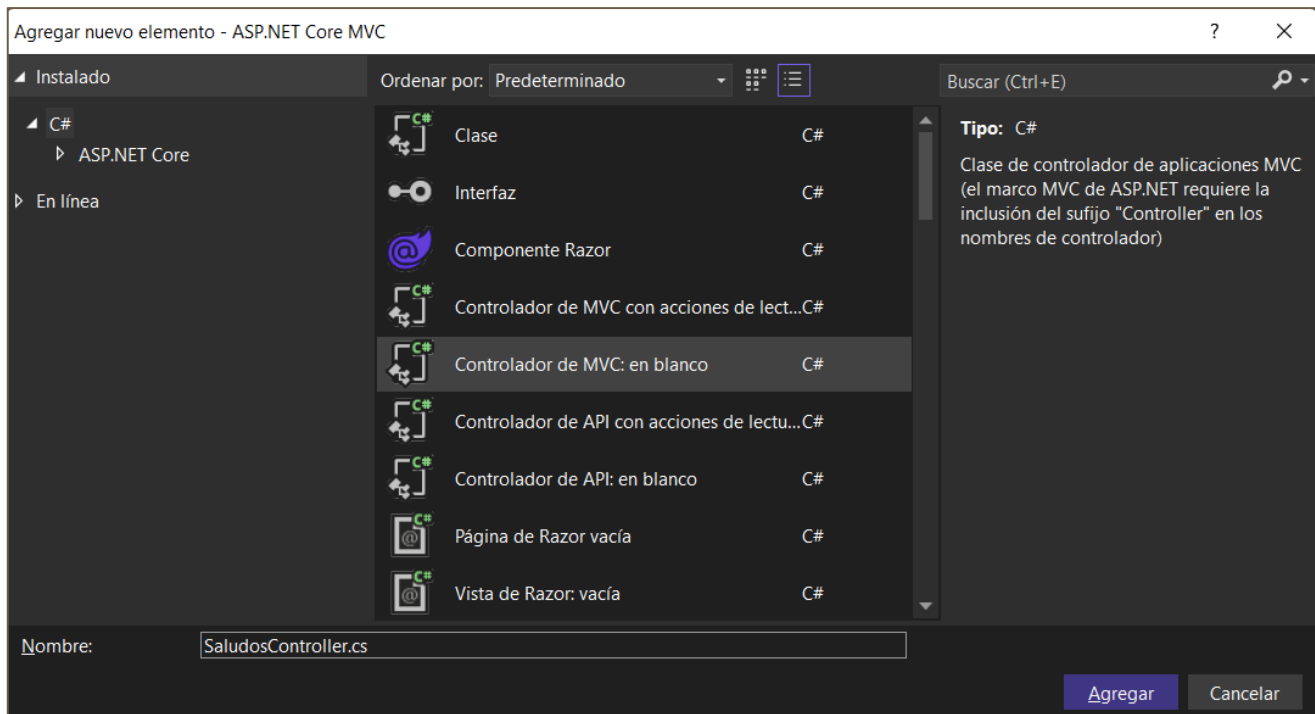 Agregar nuevo elemento - ASP.NET Core MVC
?
Instalado
Ordenar por: Predeterminado
Buscar (Ctrl+E)
C#
ASP.NET Core
En línea
Clase C#
Interfaz C#
Componente Razor C#
Controlador de MVC con acciones de lect...C#
Controlador de MVC: en blanco C#
Controlador de API con acciones de lectu...C#
Controlador de API: en blanco C#
Página de Razor vacía C#
Vista de Razor: vacía C#
Tipo: C#
Clase de controlador de aplicaciones MVC
(el marco MVC de ASP.NET requiere la
inclusión del sufijo "Controller" en los
nombres de controlador)
Nombre: SaludosController.cs
Agregar Cancelar